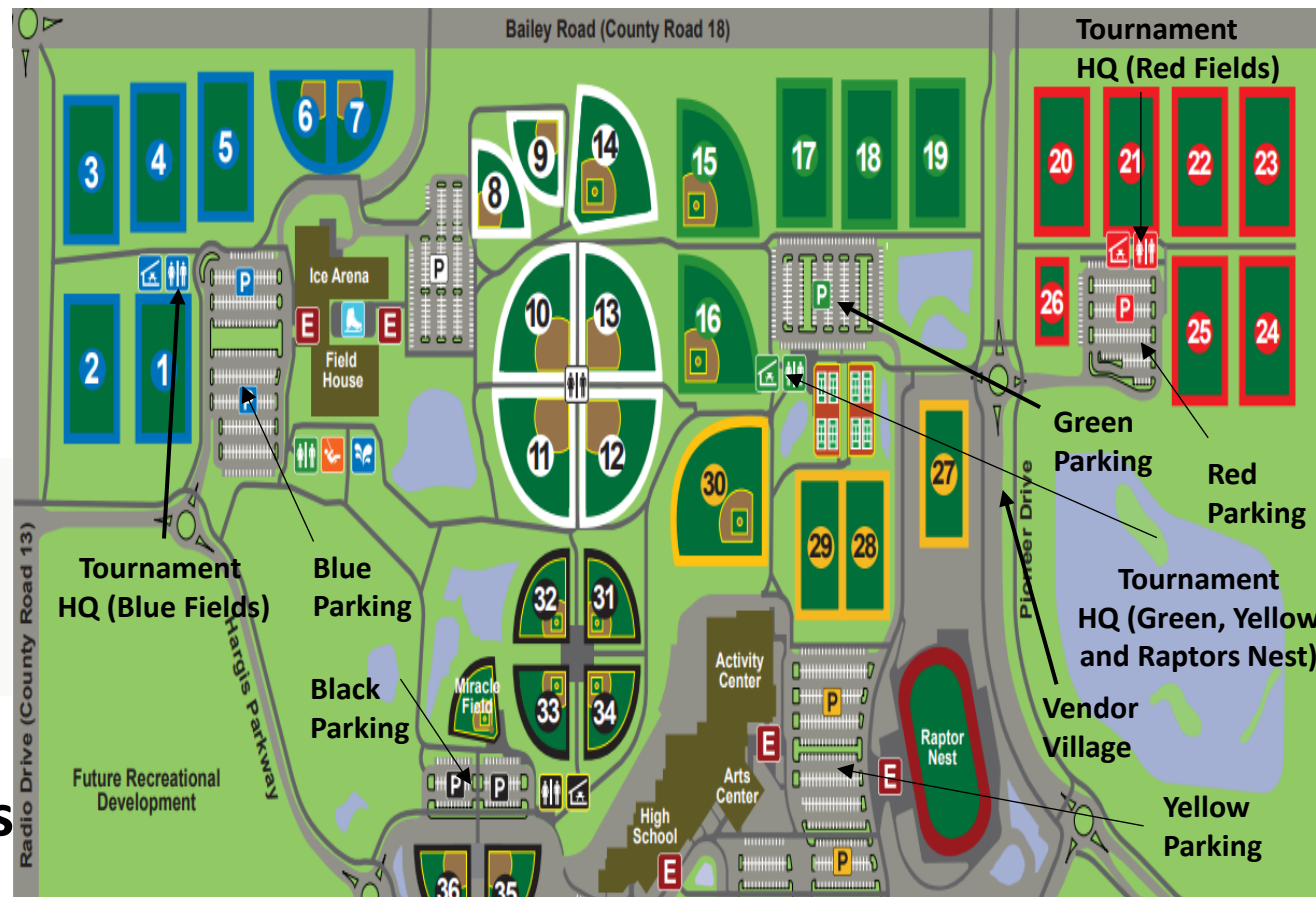 Bailey Road (County Road 18)
Tournament
HQ (Red Fields)
3
4
5
6
7
8
9
14
15
17
18
19
20
21
22
23
2
1
P
P
Ice Arena
E
E
Field
House
P
10
13
11
12
16
P
26
P
25
24
Green
Parking
Red
Parking
30
29
28
27
Radio Drive (County Road 13)
Hargis Parkway
Pioneer Drive
Tournament
HQ (Blue Fields)
Blue
Parking
Tournament
HQ (Green, Yellow
and Raptors Nest)
32
31
33
34
Miracle
Field
Black
Parking
P
P
Activity
Center
Arts
Center
High
School
E
E
E
P
P
Raptor
Nest
Vendor
Village
Yellow
Parking
Future Recreational
Development
s
36
35